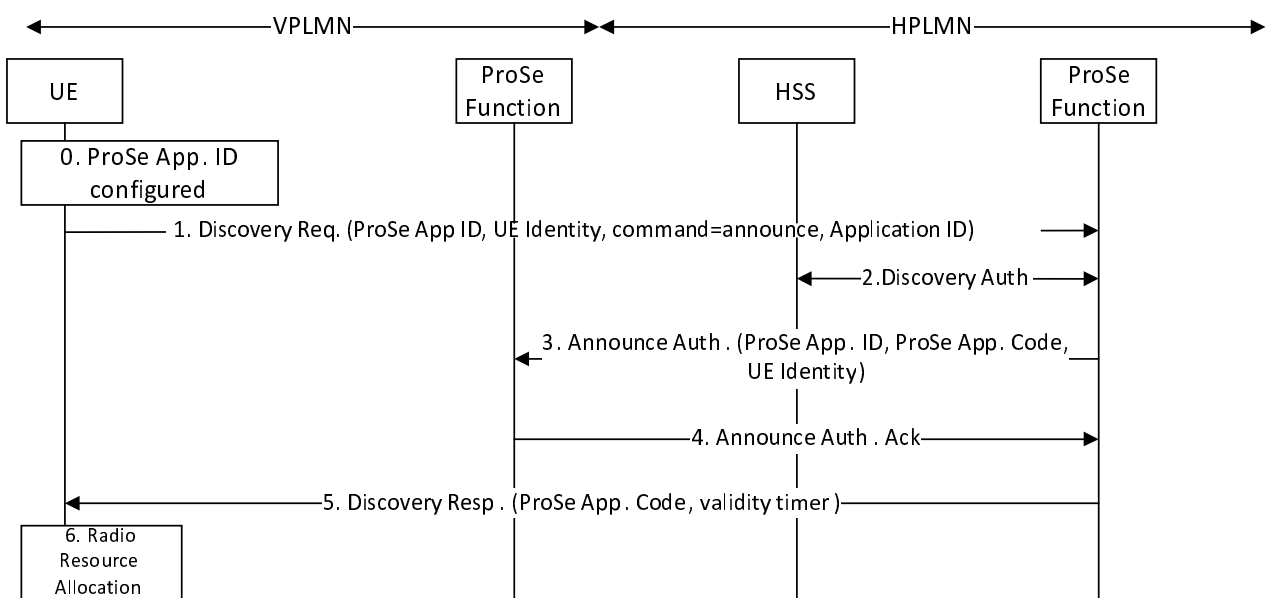 VPLMN
HPLMN
UE
ProSe
Function
HSS
ProSe
Function
0. ProSe App. ID
configured
1. Discovery Req. (ProSe App ID, UE Identity, command=announce, Application ID)
2.Discovery Auth
3. Announce Auth . (ProSe App. ID, ProSe App. Code,
UE Identity)
4. Announce Auth . Ack
5. Discovery Resp . (ProSe App. Code, validity timer )
6. Radio
Resource
Allocation